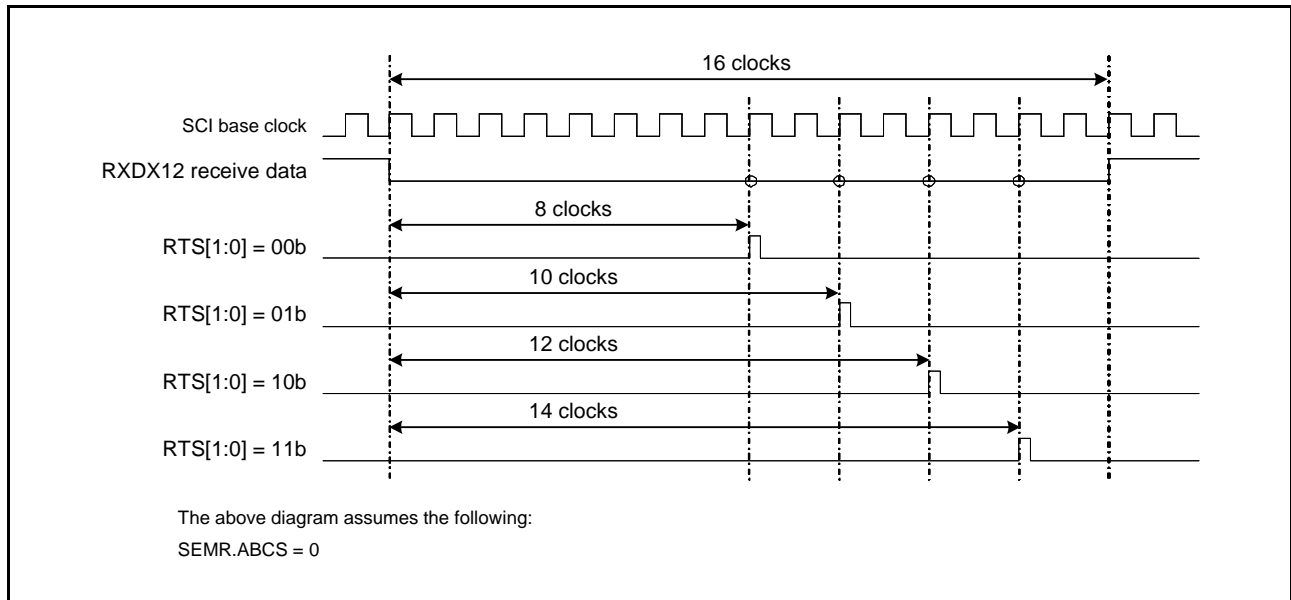 16 clocks
SCI base clock
RXDX12 receive data
8 clocks
RTS[1:0] = 00b
10 clocks
RTS[1:0] = 01b
12 clocks
RTS[1:0] = 10b
14 clocks
RTS[1:0] = 11b
The above diagram assumes the following:
SEMR.ABCS = 0